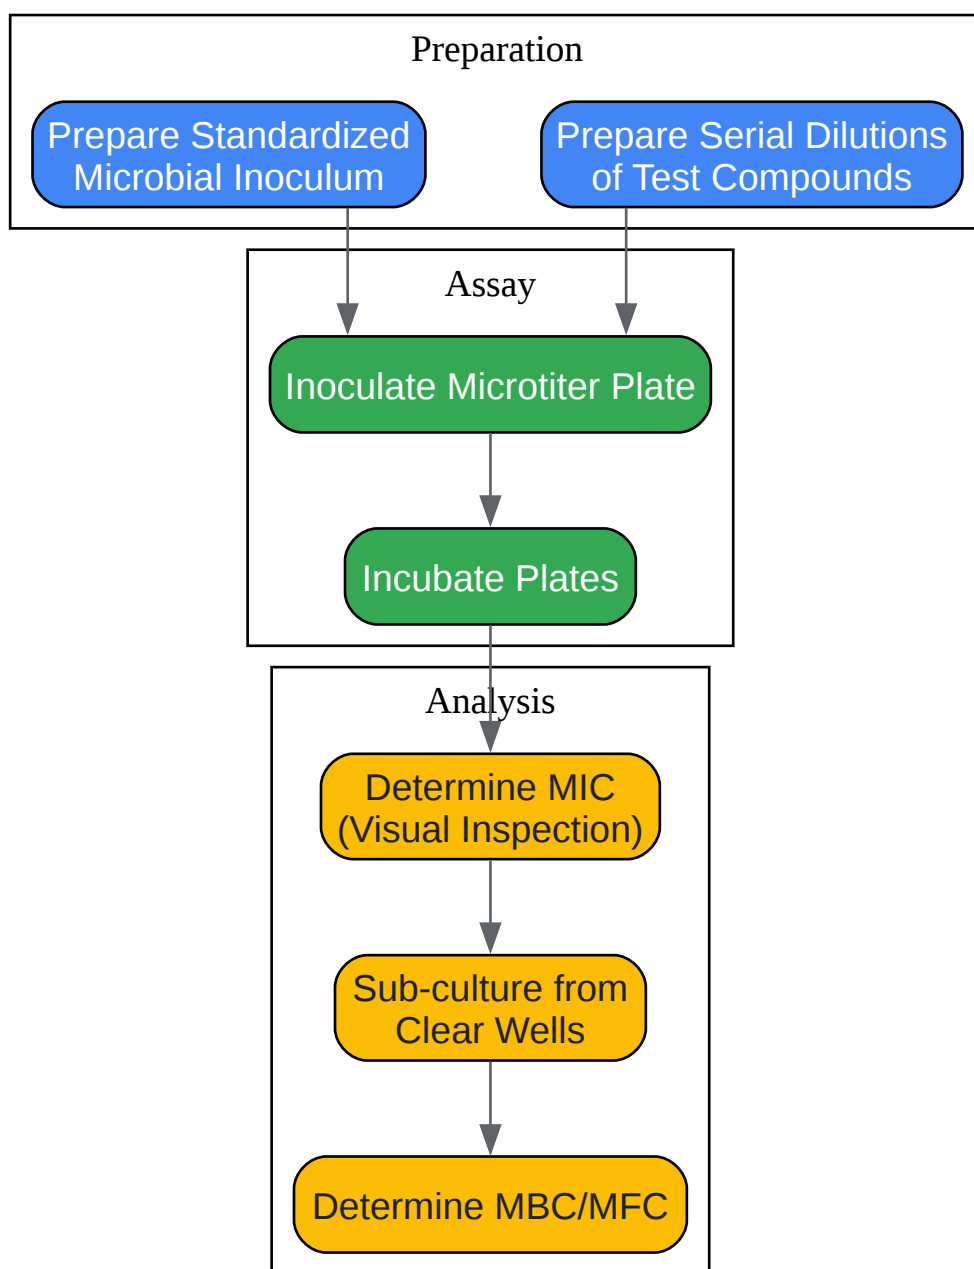 Preparation
Prepare Standardized
Microbial Inoculum
Prepare Serial Dilutions
of Test Compounds
Assay
Inoculate Microtiter Plate
Incubate Plates
Analysis
Determine MIC
(Visual Inspection)
Sub-culture from
Clear Wells
Determine MBC/MFC